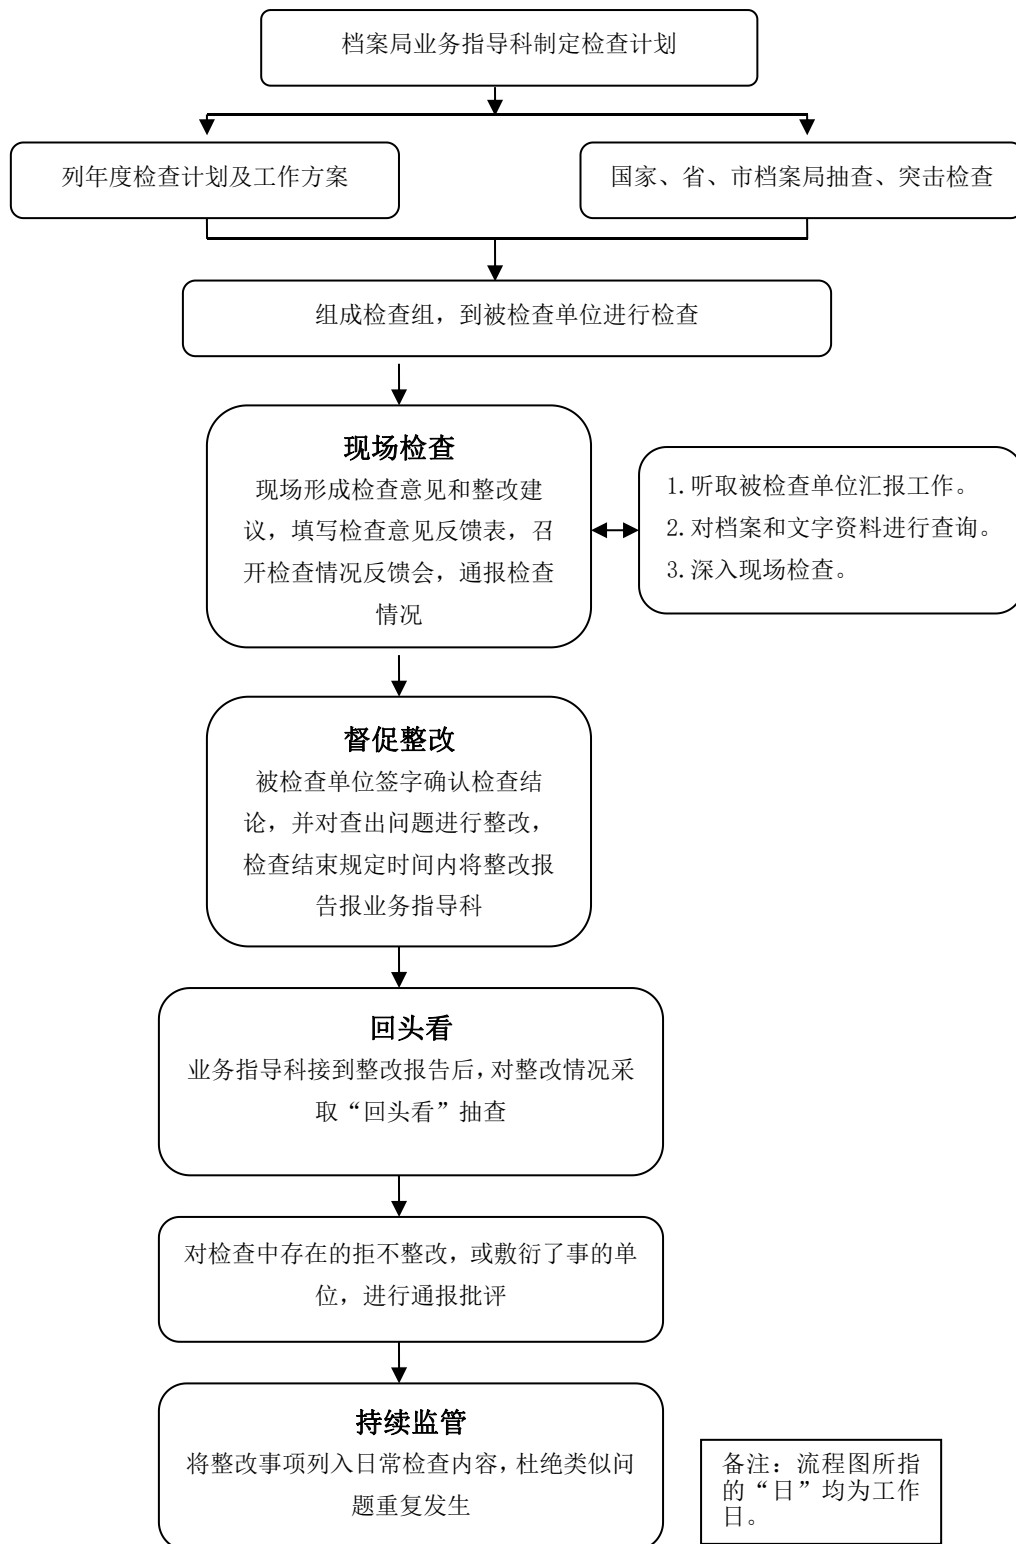 档案局业务指导科制定检查计划
列年度检查计划及工作方案
国家、省、市档案局抽查、突击检查
组成检查组，到被检查单位进行检查
现场检查
现场形成检查意见和整改建
议，填写检查意见反馈表，召
开检查情况反馈会，通报检查
情况
1.听取被检查单位汇报工作。
2.对档案和文字资料进行查询。
3.深入现场检查。
督促整改
被检查单位签字确认检查结
论，并对查出问题进行整改，
检查结束规定时间内将整改报
告报业务指导科
回头看
业务指导科接到整改报告后，对整改情况采
取“回头看”抽查
对检查中存在的拒不整改，或敷衍了事的单
位，进行通报批评
持续监管
将整改事项列入日常检查内容，杜绝类似问
题重复发生
备注：流程图所指
的“日”均为工作
日。